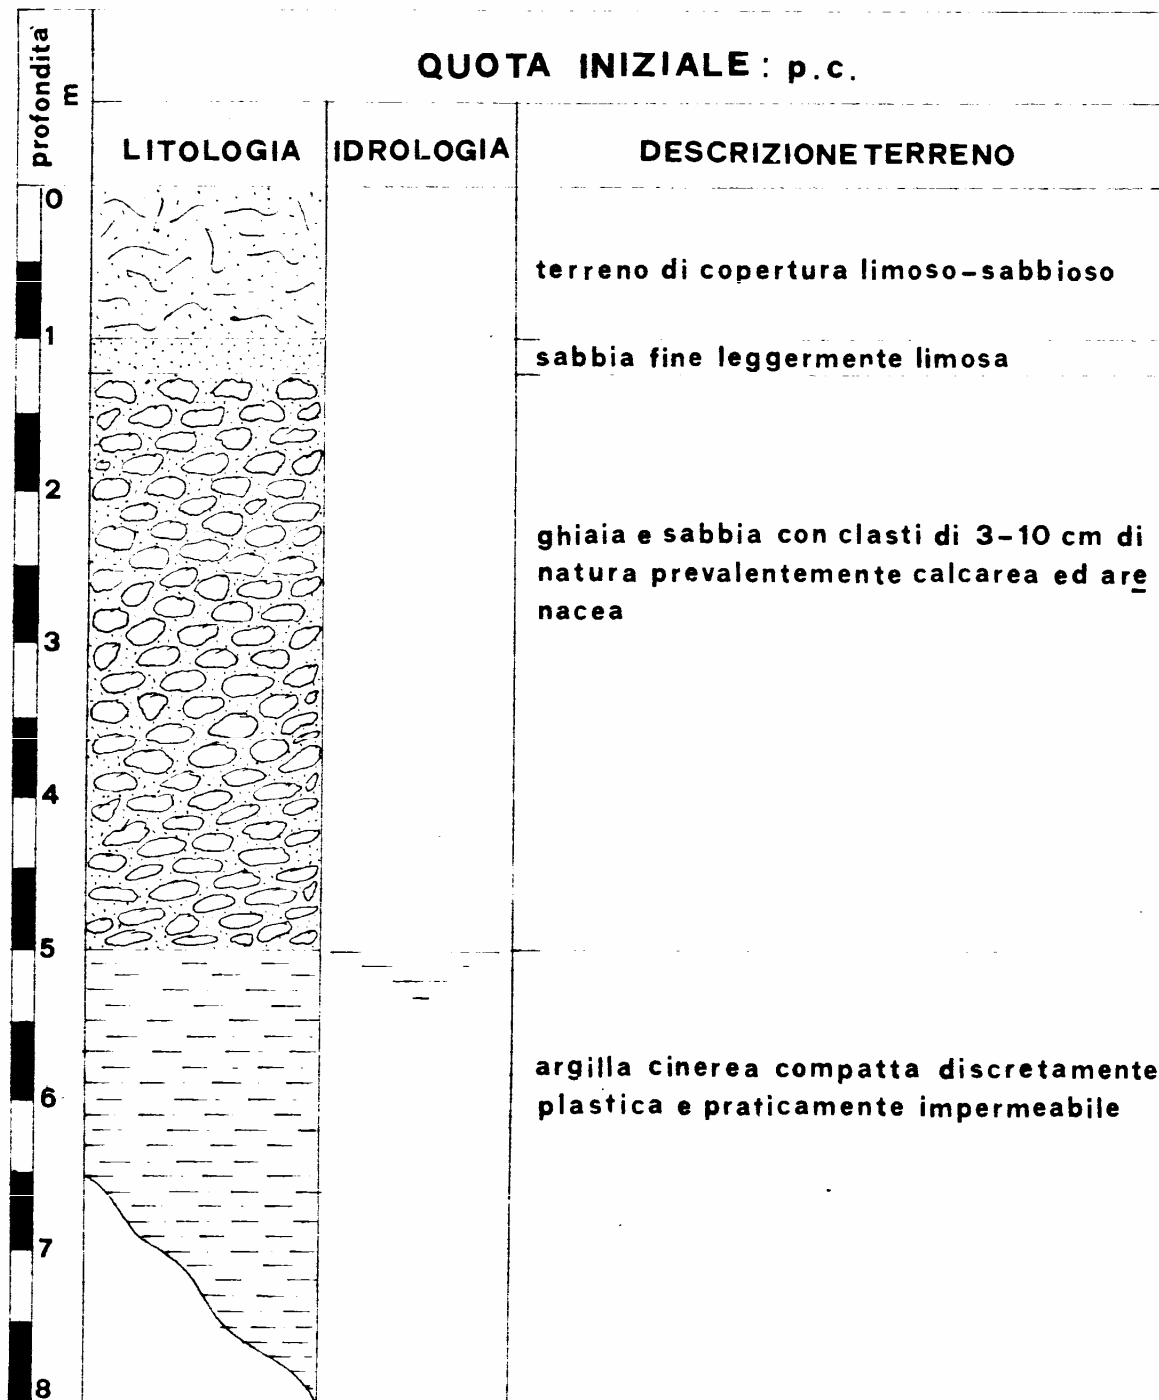 profondità
m
QUOTA INIZIALE: p.c.
LITOLOGIA IDROLOGIA DESCRIZIONE TERRENO
0
terreno di copertura limoso-sabbioso
1
sabbia fine leggermente limosa
2
ghiaia e sabbia con clasti di 3-10 cm di
natura prevalentemente calcarea ed are
nacea
3
4
5
argilla cinerea compatta discretamente
6
plastica e praticamente impermeabile
7
8